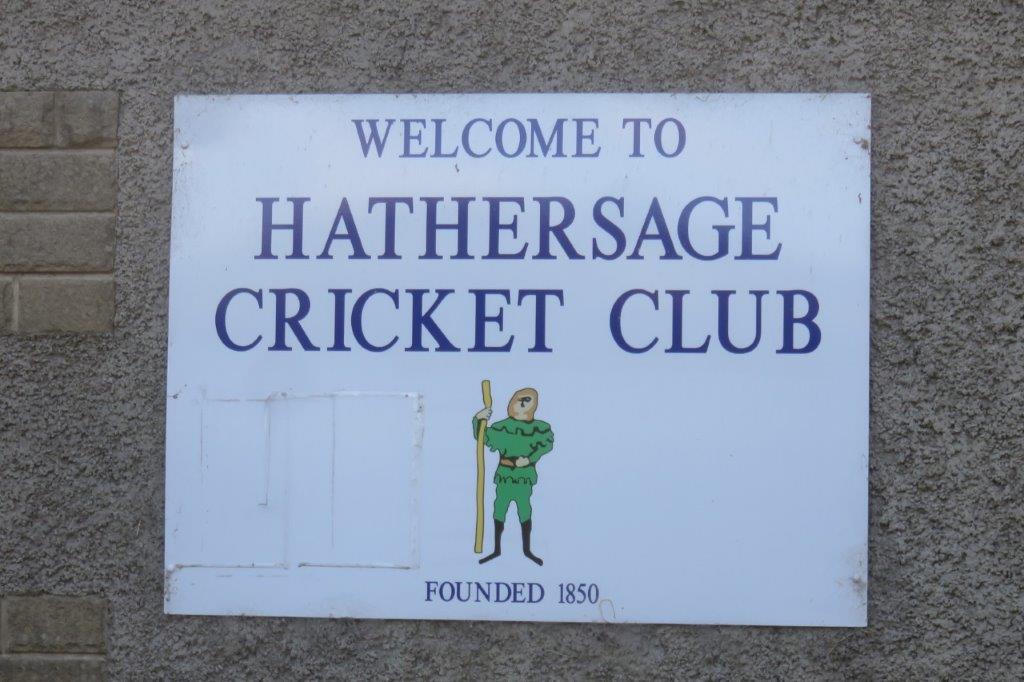 WELCOME TO
HATHERSAGE
CRICKET CLUB
FOUNDED 1850